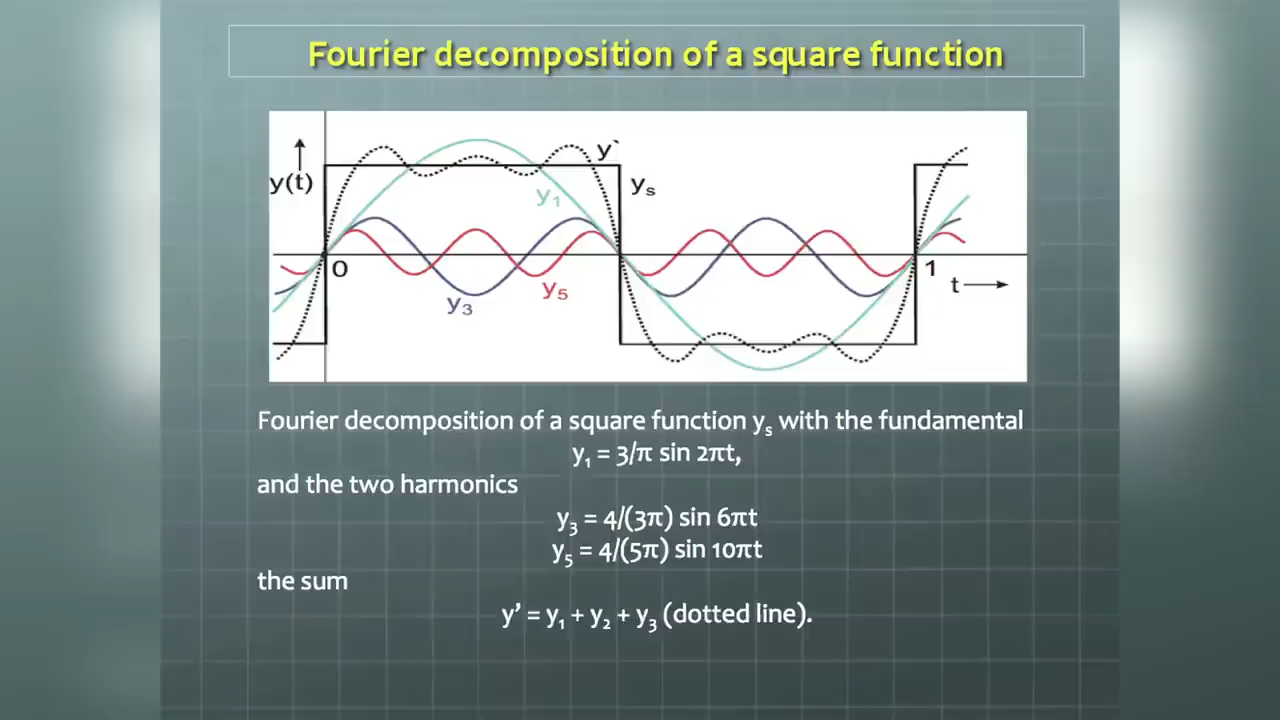 Fourier decomposition of a square function
y`
y(t)
y₁
yₛ
0
1
t
y₃
y₅
Fourier decomposition of a square function yₛ with the fundamental
y₁ = 3/π sin 2πt,
and the two harmonics
y₃ = 4/(3π) sin 6πt
y₅ = 4/(5π) sin 10πt
the sum
y’ = y₁ + y₂ + y₃ (dotted line).